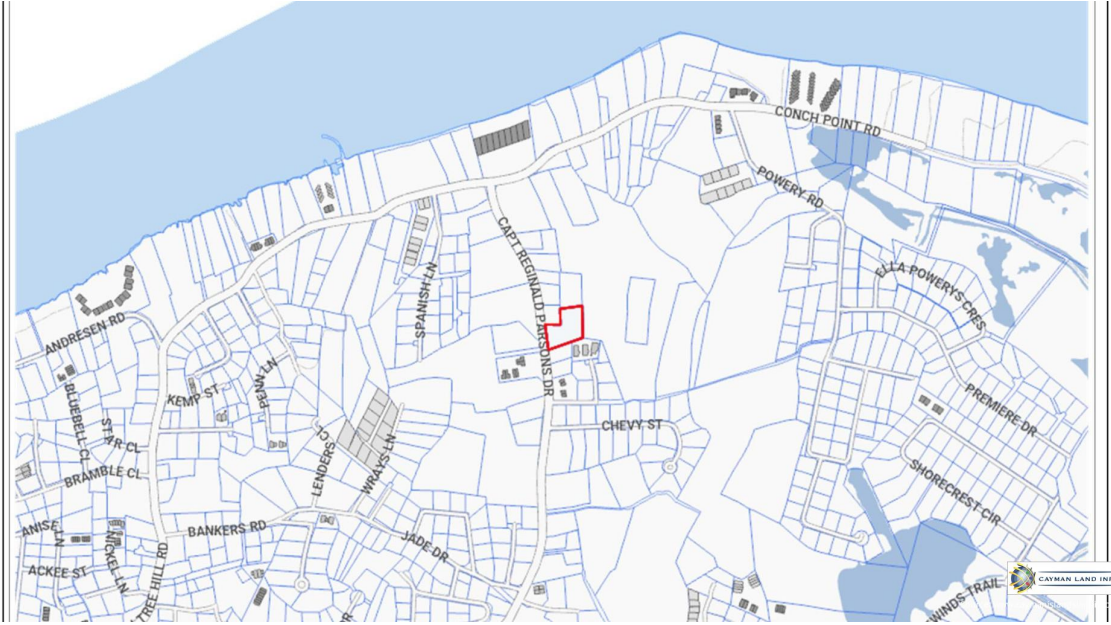 CONCH POINT RD
POWERY RD
CAPT REGINALD PARSONS DR
ELLA POWERYS CRES
SPANISH LN
ANDRESEN RD
PENN LN
KEMP ST
BLUEBELL CL
STAR CL
PREMIERE DR
CHEVY ST
LENDERS CL
WRAYS LN
BRAMBLE CL
SHORECREST CIR
BANKERS RD
ANISE LN
NICKEL LN
JADE DR
ACKEE ST
TREE HILL RD
DR
CAYMAN LAND INF
WINDS TRAIL